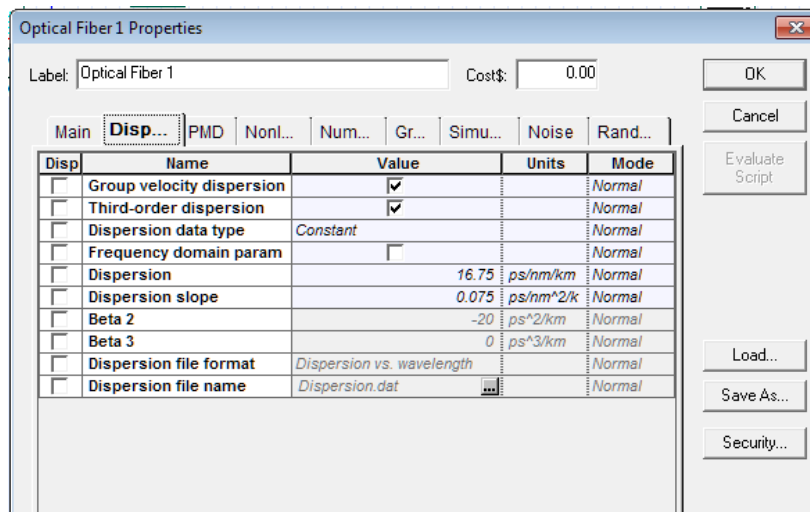 Optical Fiber 1 Properties
Label: Optical Fiber 1 Cost$: 0.00 OK
Cancel
Evaluate Script
Main Disp... PMD Nonl... Num... Gr... Simu... Noise Rand...
Disp Name Value Units Mode
Group velocity dispersion Normal
Third-order dispersion Normal
Dispersion data type Constant Normal
Frequency domain param Normal
Dispersion 16.75 ps/nm/km Normal
Dispersion slope 0.075 ps/nm^2/k Normal
Beta 2 -20 ps^2/km Normal
Beta 3 0 ps^3/km Normal
Dispersion file format Dispersion vs. wavelength Normal
Dispersion file name Dispersion.dat ... Normal
Load...
Save As...
Security...